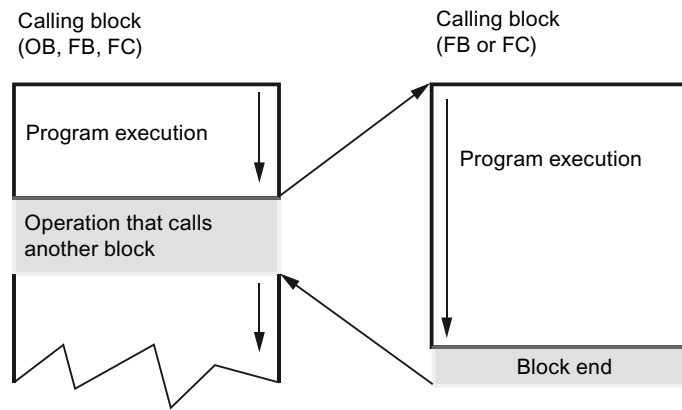 Calling block
(OB, FB, FC)
Calling block
(FB or FC)
Program execution
Program execution
Operation that calls
another block
Block end